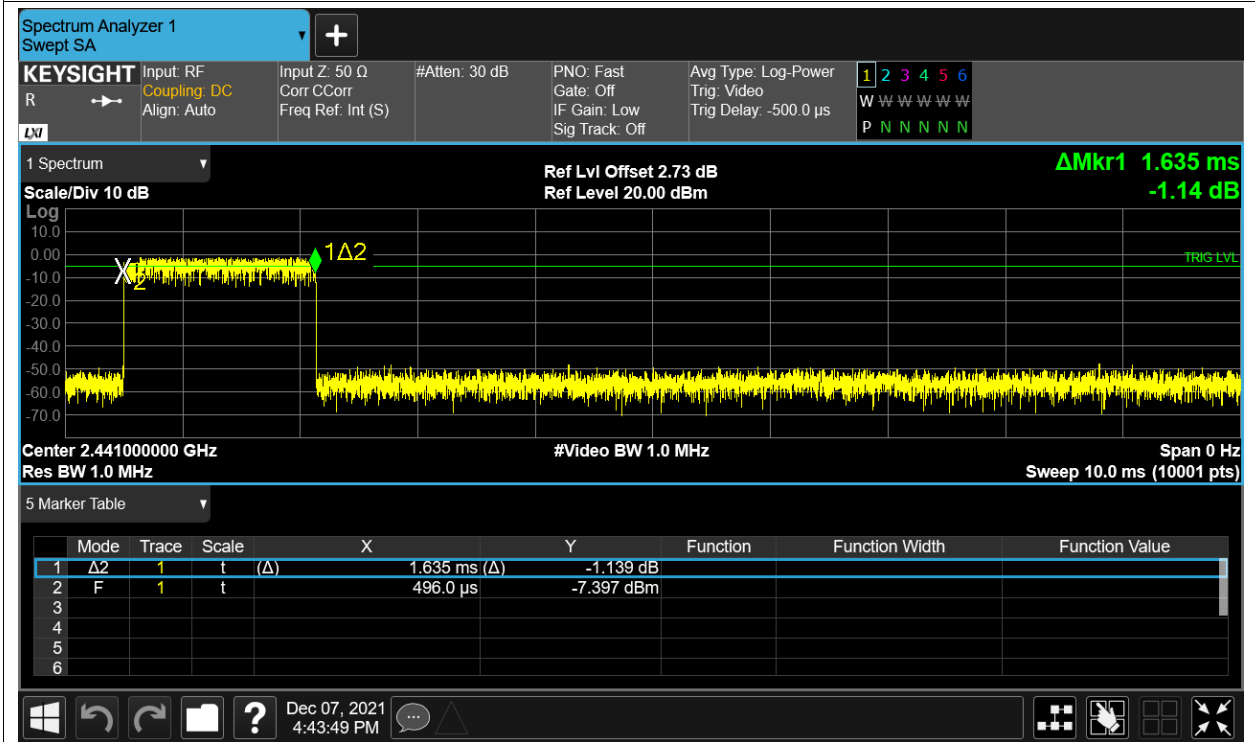 Spectrum Analyzer 1
Swept SA
+
KEYSIGHT
R
LXI
Input: RF
Coupling: DC
Align: Auto
Input Z: 50 Ω
Corr CCorr
Freq Ref: Int (S)
#Atten: 30 dB
PNO: Fast
Gate: Off
IF Gain: Low
Sig Track: Off
Avg Type: Log-Power
Trig: Video
Trig Delay: -500.0 µs
1 2 3 4 5 6
W W W W W W
P N N N N N
1 Spectrum
Scale/Div 10 dB
Ref Lvl Offset 2.73 dB
Ref Level 20.00 dBm
ΔMkr1 1.635 ms
-1.14 dB
Log
10.0
0.00
-10.0
-20.0
-30.0
-40.0
-50.0
-60.0
-70.0
X
2
1Δ2
TRIG LVL
Center 2.441000000 GHz
Res BW 1.0 MHz
#Video BW 1.0 MHz
Span 0 Hz
Sweep 10.0 ms (10001 pts)
5 Marker Table
Mode Trace Scale X Y Function Function Width Function Value
1 Δ2 1 t (Δ) 1.635 ms (Δ) -1.139 dB
2 F 1 t 496.0 µs -7.397 dBm
3
4
5
6
?
Dec 07, 2021
4:43:49 PM